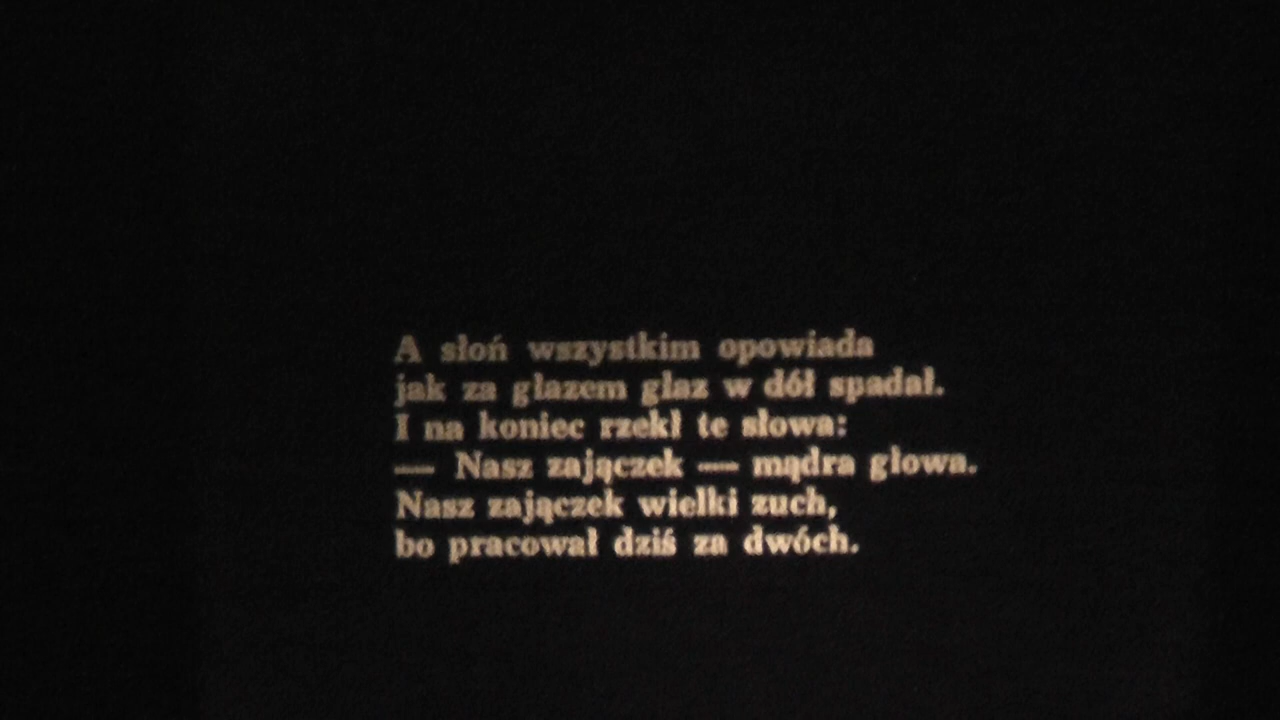 A słoń wszystkim opowiada
jak za głazem głaz w dół spadał.
I na koniec rzekł te słowa:
— Nasz zajączek — mądra głowa.
Nasz zajączek wielki zuch,
bo pracował dziś za dwóch.